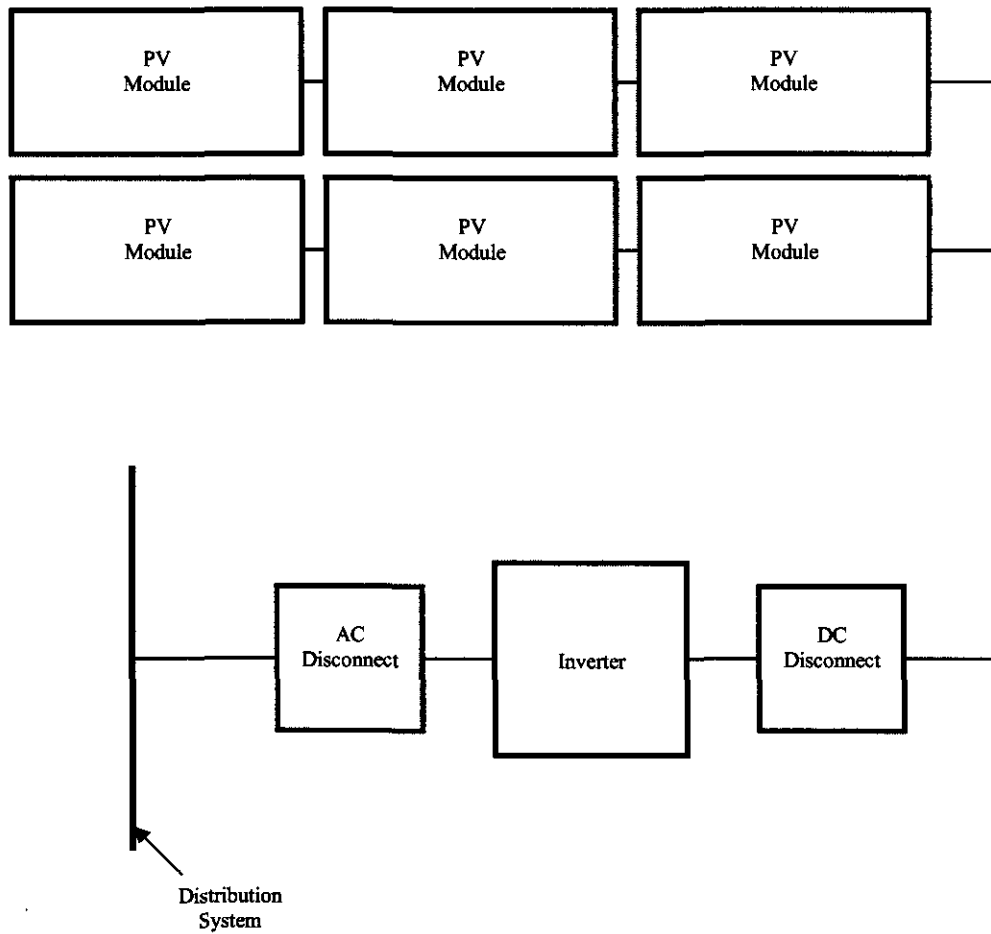 PV
Module
PV
Module
PV
Module
PV
Module
PV
Module
PV
Module
AC
Disconnect
Inverter
DC
Disconnect
Distribution
System